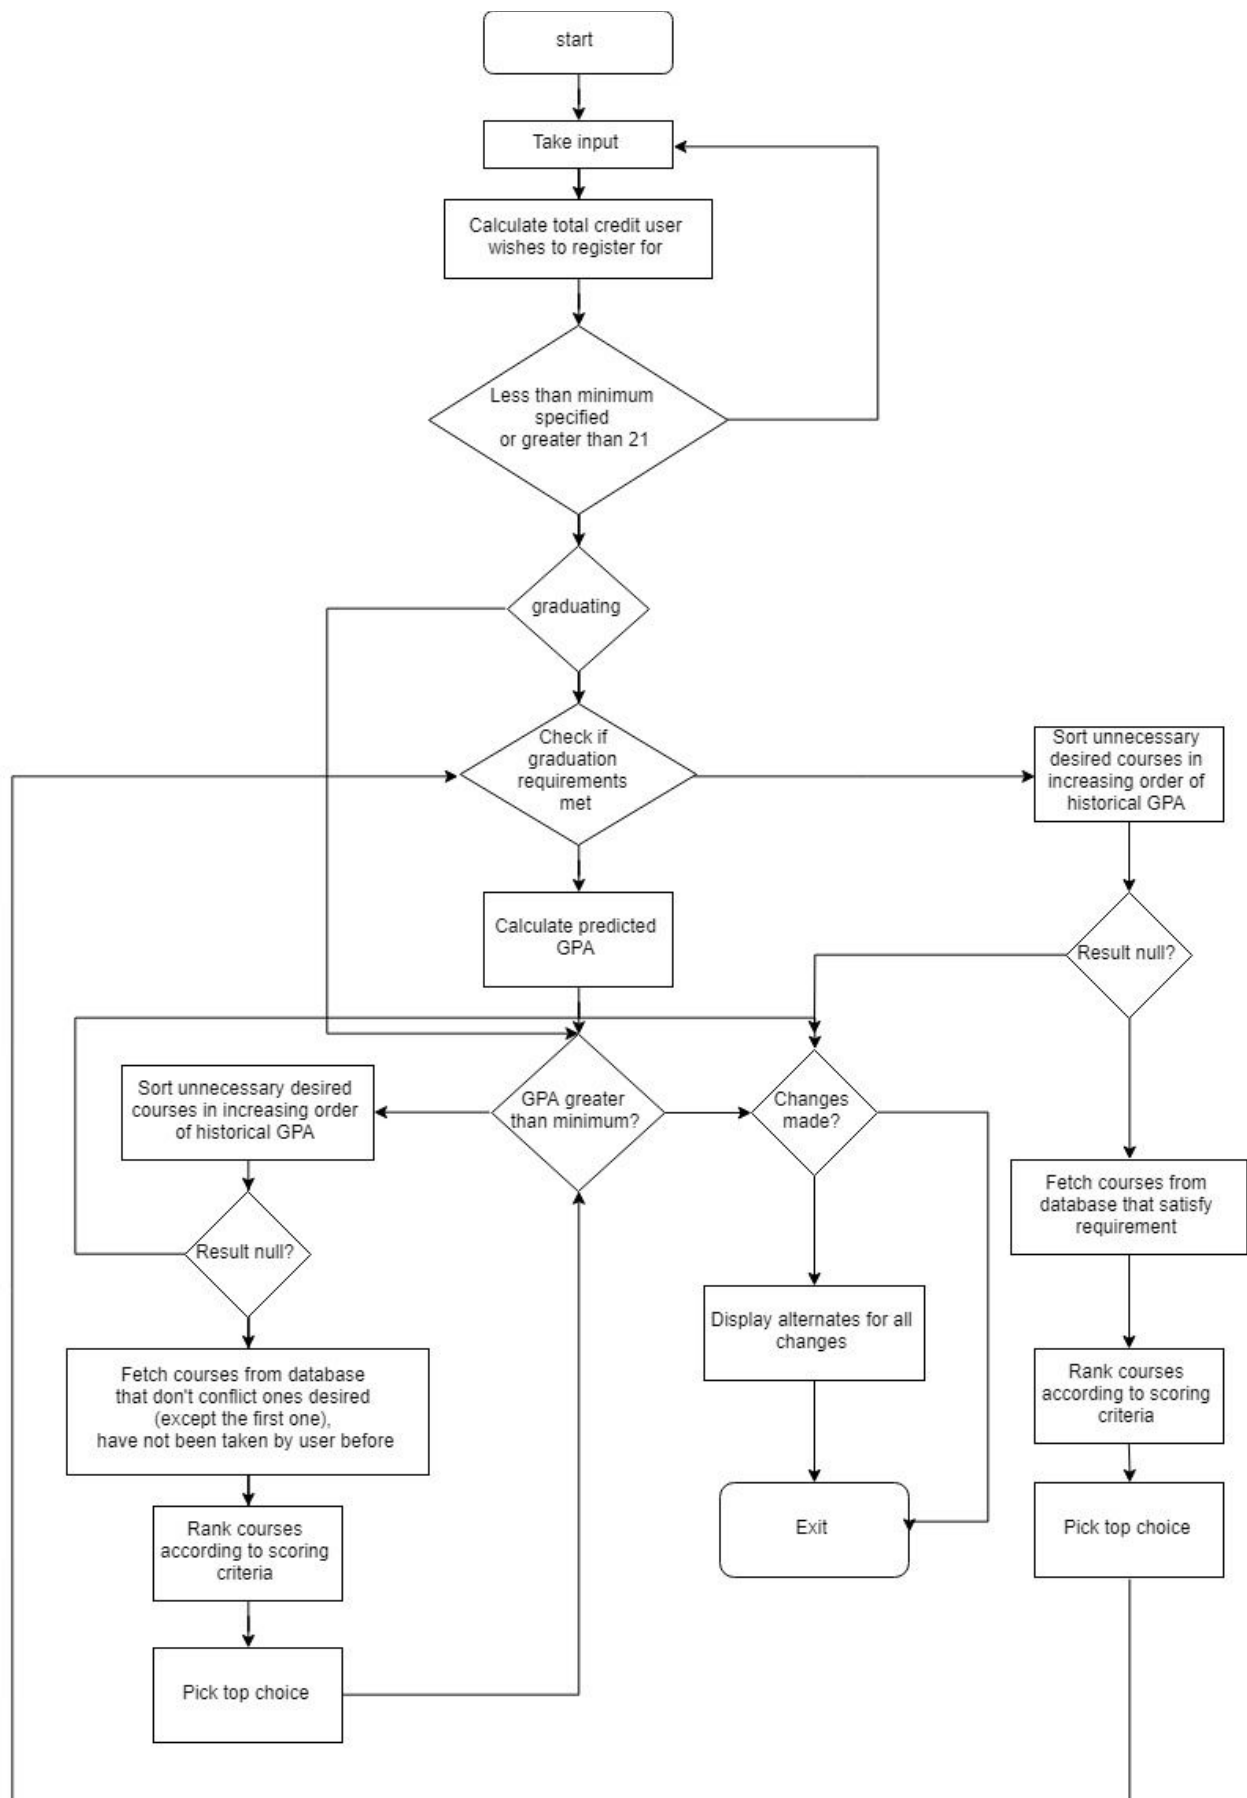 start
Take input
Calculate total credit user
wishes to register for
Less than minimum
specified
or greater than 21
graduating
Check if
graduation
requirements
met
Sort unnecessary
desired courses in
increasing order of
historical GPA
Calculate predicted
GPA
Result null?
Sort unnecessary desired
courses in increasing order
of historical GPA
GPA greater
than minimum?
Changes
made?
Fetch courses from
database that satisfy
requirement
Result null?
Display alternates for all
changes
Fetch courses from database
that don't conflict ones desired
(except the first one),
have not been taken by user before
Rank courses
according to scoring
criteria
Rank courses
according to scoring
criteria
Exit
Pick top choice
Pick top choice